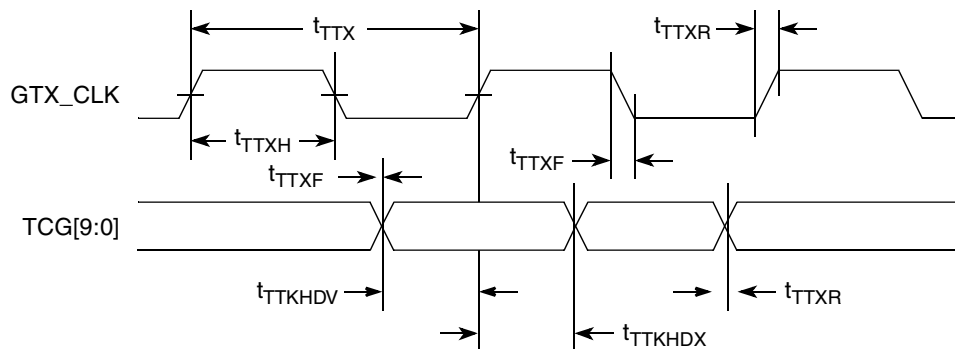 tTTX
tTTXR
GTX_CLK
tTTXH
tTTXF
tTTXF
TCG[9:0]
tTTKHDV
tTTXR
tTTKHDX